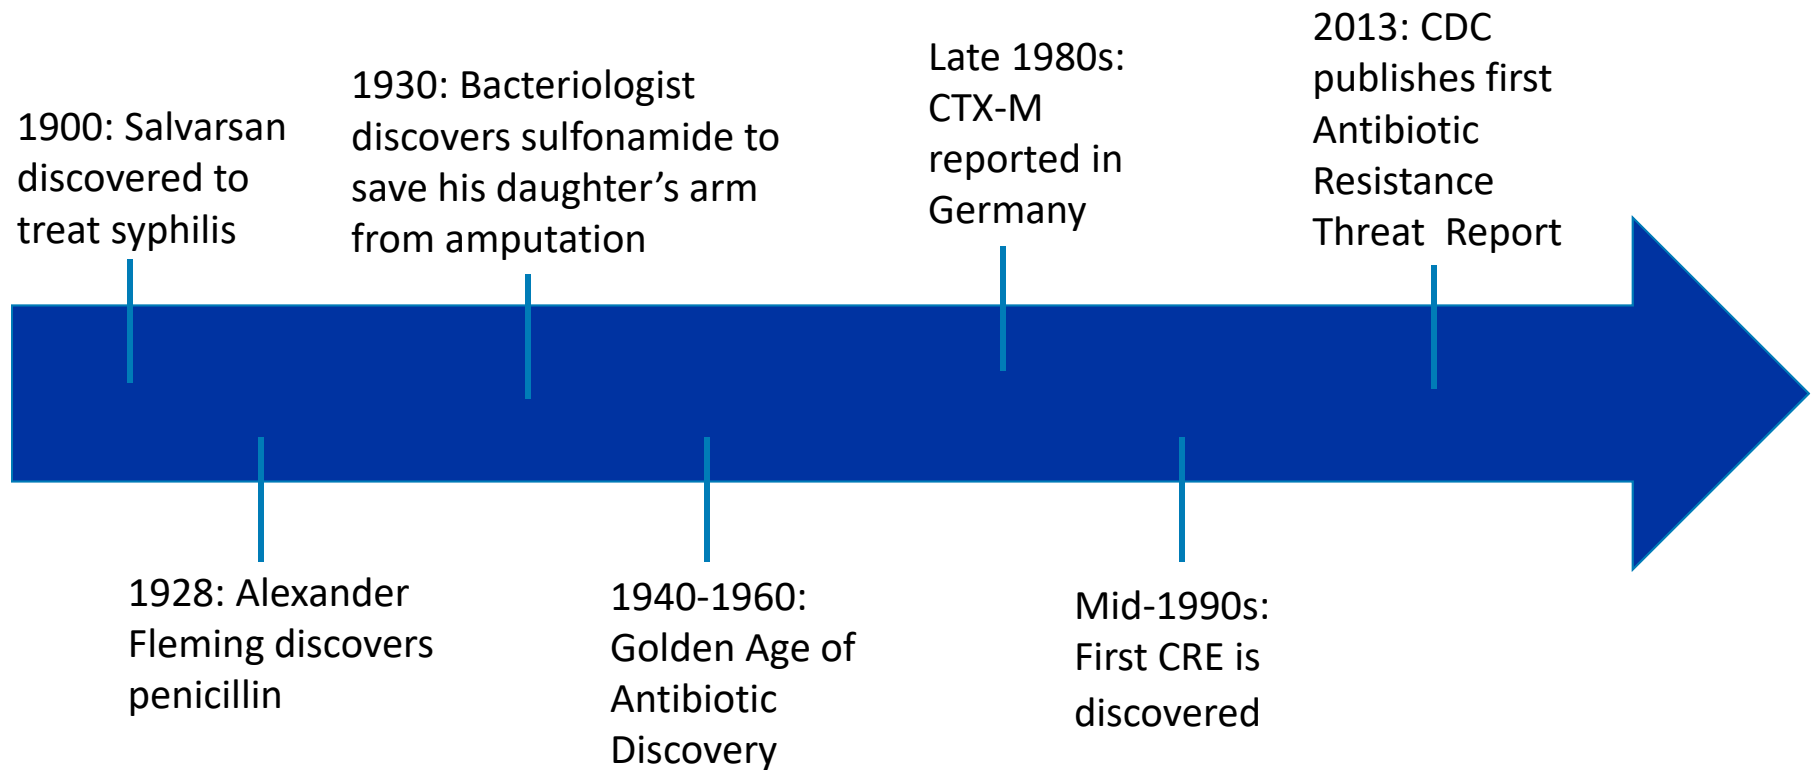 1900: Salvarsan
discovered to
treat syphilis
1930: Bacteriologist
discovers sulfonamide to
save his daughter’s arm
from amputation
Late 1980s:
CTX-M
reported in
Germany
2013: CDC
publishes first
Antibiotic
Resistance
Threat  Report
1928: Alexander
Fleming discovers
penicillin
1940-1960:
Golden Age of
Antibiotic
Discovery
Mid-1990s:
First CRE is
discovered